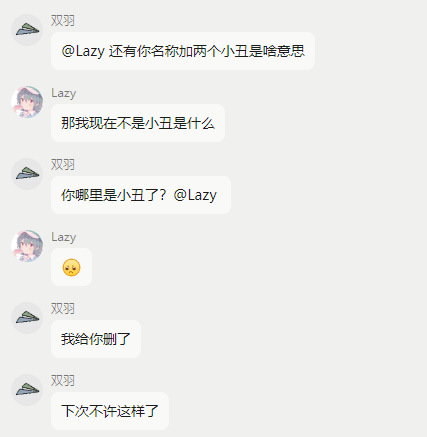 双羽
@Lazy 还有你名称加两个小丑是啥意思
Lazy
那我现在不是小丑是什么
双羽
你哪里是小丑了？@Lazy
Lazy
双羽
我给你删了
双羽
下次不许这样了